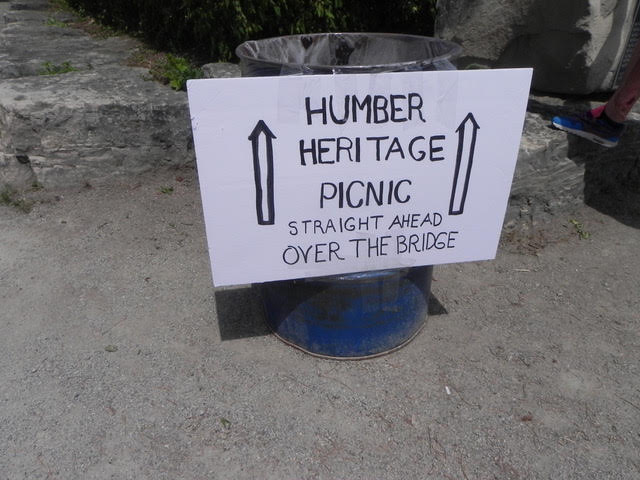 HUMBER
HERITAGE
PICNIC
STRAIGHT AHEAD
OVER THE BRIDGE